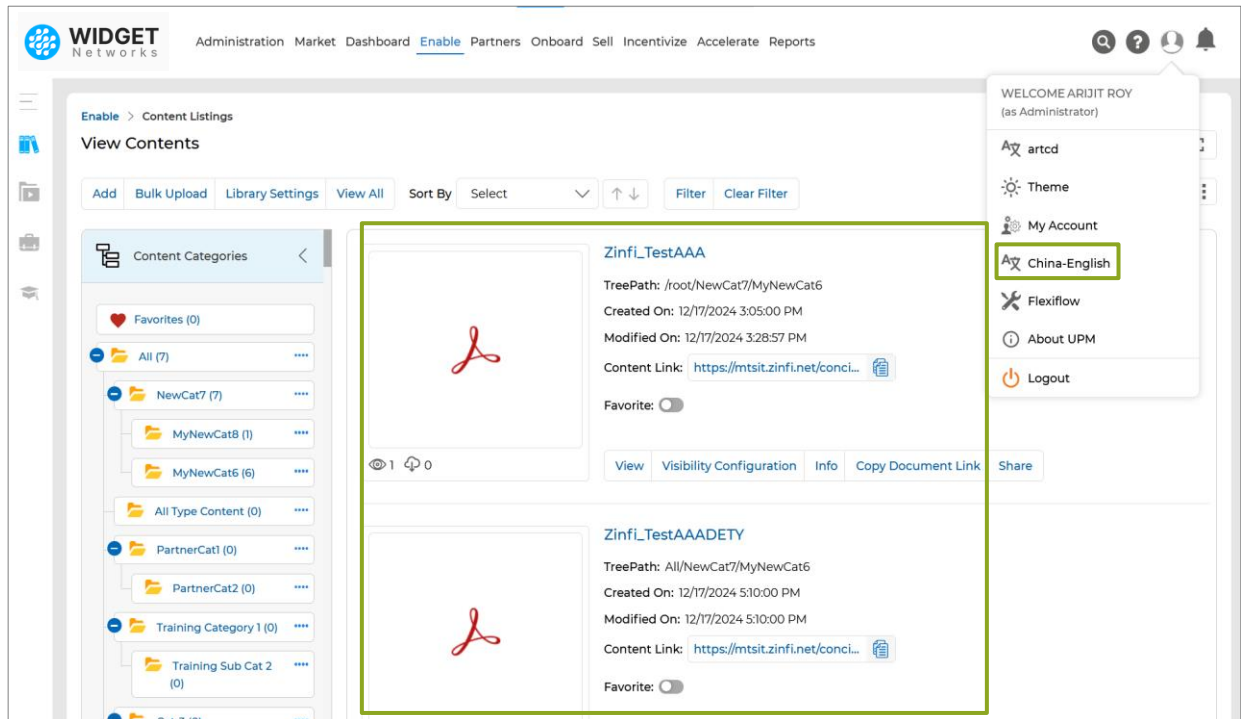 WIDGET
Networks
Administration Market Dashboard Enable Partners Onboard Sell Incentivize Accelerate Reports
WELCOME ARIJIT ROY
(as Administrator)
artcd
Theme
My Account
China-English
Flexiflow
About UPM
Logout
Enable > Content Listings
View Contents
Add Bulk Upload Library Settings View All Sort By Select Filter Clear Filter
Content Categories
Favorites (0)
All (7)
NewCat7 (7)
MyNewCat8 (1)
MyNewCat6 (6)
All Type Content (0)
PartnerCat1 (0)
PartnerCat2 (0)
Training Category 1 (0)
Training Sub Cat 2
(0)
Zinfi_TestAAA
TreePath: /root/NewCat7/MyNewCat6
Created On: 12/17/2024 3:05:00 PM
Modified On: 12/17/2024 3:28:57 PM
Content Link: https://mtsit.zinfi.net/conci...
Favorite:
1 0
View Visibility Configuration Info Copy Document Link Share
Zinfi_TestAAADETY
TreePath: All/NewCat7/MyNewCat6
Created On: 12/17/2024 5:10:00 PM
Modified On: 12/17/2024 5:10:00 PM
Content Link: https://mtsit.zinfi.net/conci...
Favorite: